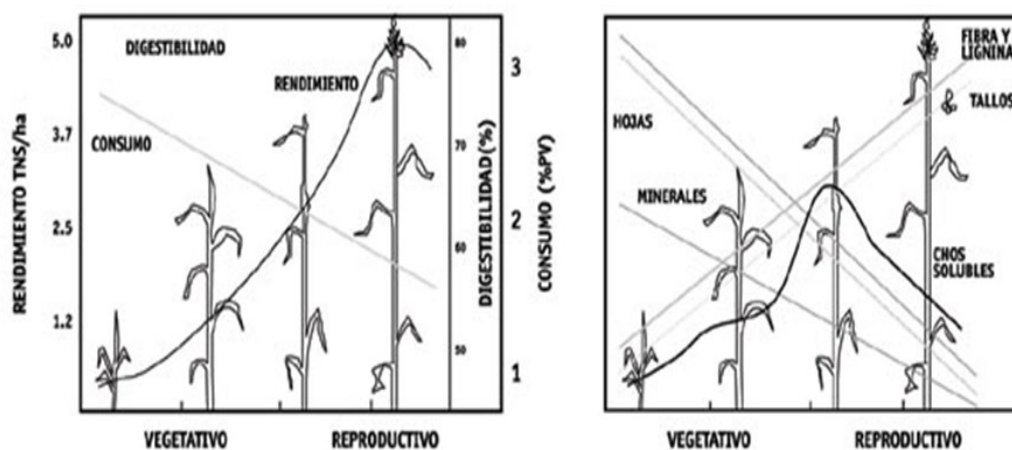 RENDIMIENTO TNS/ha
5.0
3.7
2.5
1.2
DIGESTIBILIDAD
RENDIMIENTO
CONSUMO
80
70
60
50
DIGESTIBILIDAD(%)
CONSUMO (%PV)
3
2
1
VEGETATIVO
REPRODUCTIVO
FIBRA Y
LIGNINA
TALLOS
HOJAS
MINERALES
CHOS
SOLUBLES
VEGETATIVO
REPRODUCTIVO